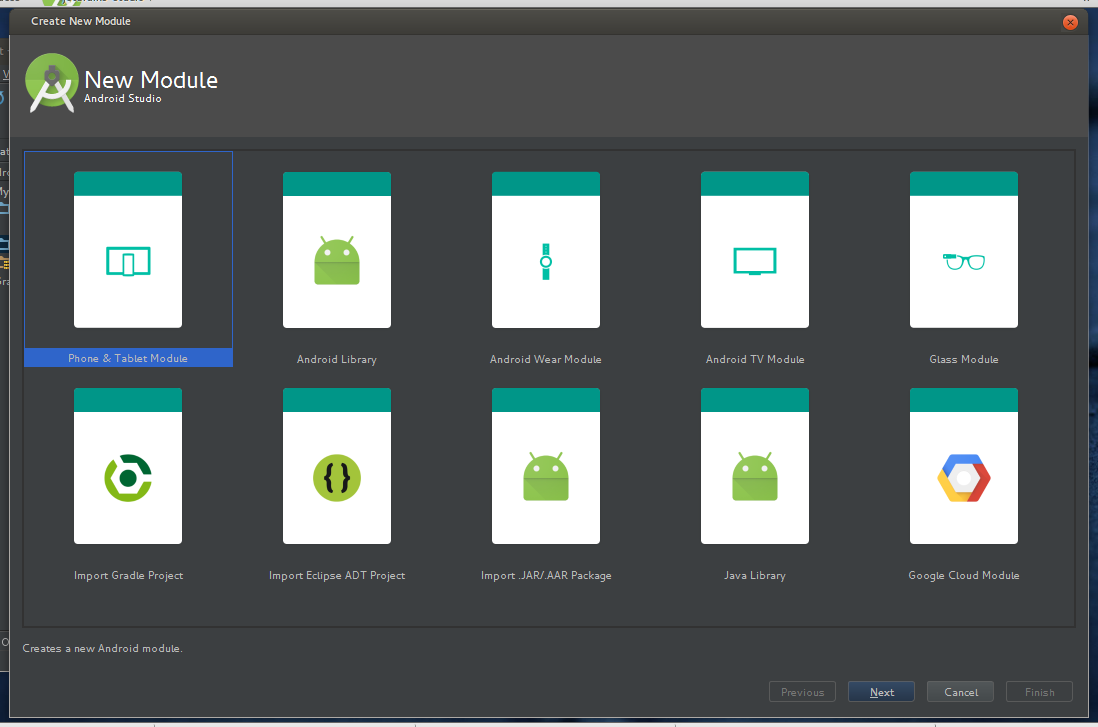 Create New Module
New Module
Android Studio
Phone & Tablet Module
Android Library
Android Wear Module
Android TV Module
Glass Module
Import Gradle Project
Import Eclipse ADT Project
Import .JAR/.AAR Package
Java Library
Google Cloud Module
Creates a new Android module.
Previous
Next
Cancel
Finish